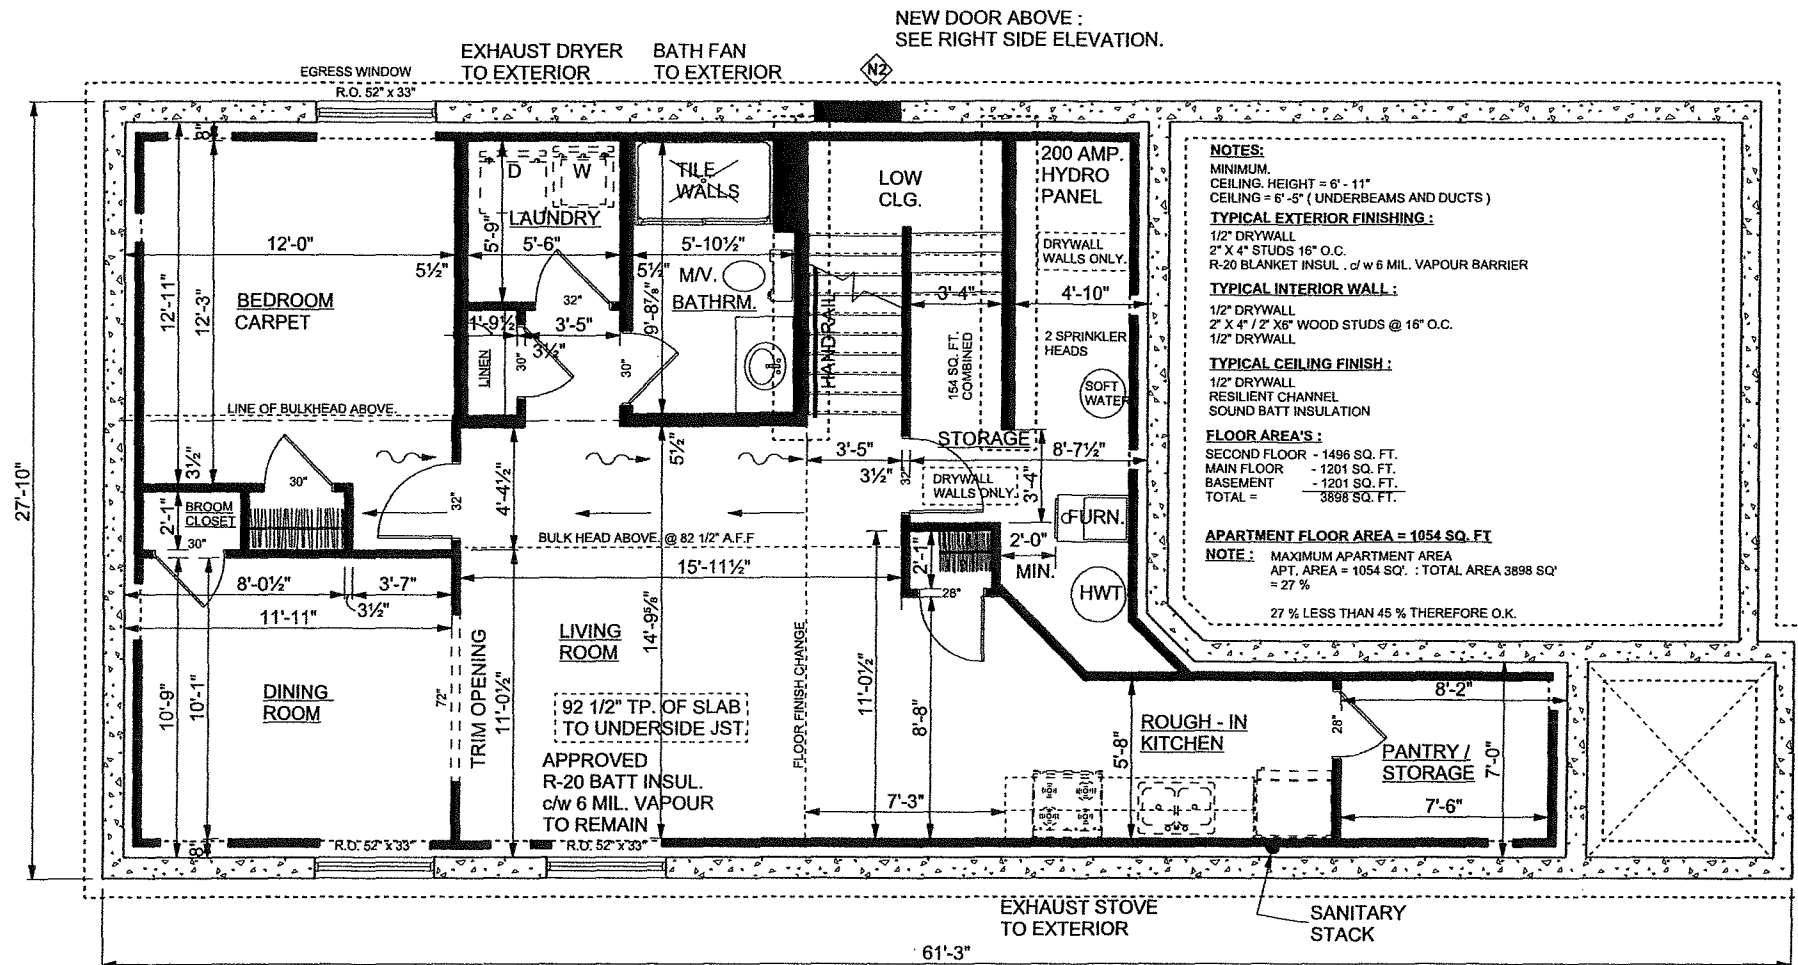 NEW DOOR ABOVE :
SEE RIGHT SIDE ELEVATION.
EXHAUST DRYER
TO EXTERIOR
BATH FAN
TO EXTERIOR
N2
EGRESS WINDOW
R.O. 52" x 33"
8"
D
W
TILE
WALLS
LOW
CLG.
200 AMP.
HYDRO
PANEL
LAUNDRY
5'-9"
12'-0"
5'-6"
5'-10½"
5½"
5½"
M/V.
BATHRM.
DRYWALL
WALLS ONLY.
12'-11"
12'-3"
BEDROOM
CARPET
32"
9'-8⅞"
3'-4"
4'-10"
1'-9½"
3'-5"
3½"
LINEN
30"
30"
HANDRAIL
154 SQ. FT.
COMBINED
2 SPRINKLER
HEADS
SOFT
WATER
LINE OF BULKHEAD ABOVE.
3½"
30"
5½"
4'-4½"
32"
3'-5"
3½"
32"
STORAGE
8'-7½"
DRYWALL
WALLS ONLY.
3'-4"
27'-10"
2'-1"
BROOM
CLOSET
30"
FURN.
BULK HEAD ABOVE. @ 82 1/2" A.F.F
2'-0"
MIN.
2'-1"
28"
HWT
15'-11½"
8'-0½"
3'-7"
3½"
11'-11"
LIVING
ROOM
14'-9⅝"
TRIM OPENING
72"
11'-0½"
FLOOR FINISH CHANGE
11'-0½"
8'-8"
10'-9"
10'-1"
DINING
ROOM
92 1/2" TP. OF SLAB
TO UNDERSIDE JST.
APPROVED
R-20 BATT INSUL.
c/w 6 MIL. VAPOUR
TO REMAIN
7'-3"
5'-8"
ROUGH - IN
KITCHEN
28"
8'-2"
PANTRY /
STORAGE
7'-0"
7'-6"
8"
R.O. 52" x 33"
R.O. 52" x 33"
EXHAUST STOVE
TO EXTERIOR
SANITARY
STACK
61'-3"
NOTES:
MINIMUM.
CEILING. HEIGHT = 6' - 11"
CEILING = 6' -5" ( UNDERBEAMS AND DUCTS )
TYPICAL EXTERIOR FINISHING :
1/2" DRYWALL
2" X 4" STUDS 16" O.C.
R-20 BLANKET INSUL . c/ w 6 MIL. VAPOUR BARRIER
TYPICAL INTERIOR WALL :
1/2" DRYWALL
2" X 4" / 2" X6" WOOD STUDS @ 16" O.C.
1/2" DRYWALL
TYPICAL CEILING FINISH :
1/2" DRYWALL
RESILIENT CHANNEL
SOUND BATT INSULATION
FLOOR AREA'S :
SECOND FLOOR - 1496 SQ. FT.
MAIN FLOOR - 1201 SQ. FT.
BASEMENT - 1201 SQ. FT.
TOTAL = 3898 SQ. FT.
APARTMENT FLOOR AREA = 1054 SQ. FT
NOTE : MAXIMUM APARTMENT AREA
APT. AREA = 1054 SQ'. : TOTAL AREA 3898 SQ'
= 27 %
27 % LESS THAN 45 % THEREFORE O.K.